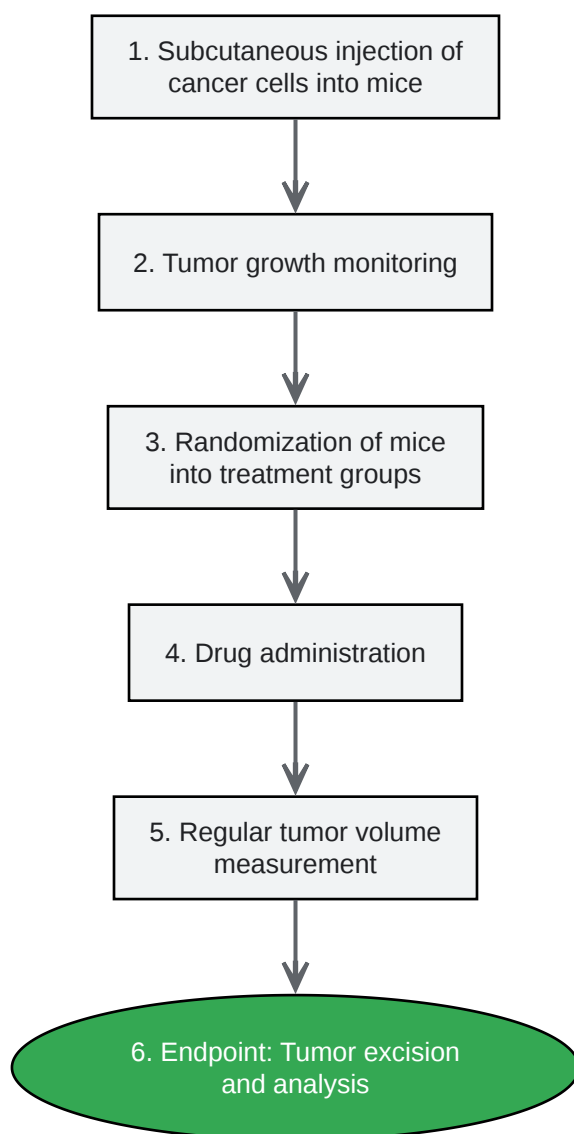 1. Subcutaneous injection of
cancer cells into mice
2. Tumor growth monitoring
3. Randomization of mice
into treatment groups
4. Drug administration
5. Regular tumor volume
measurement
6. Endpoint: Tumor excision
and analysis